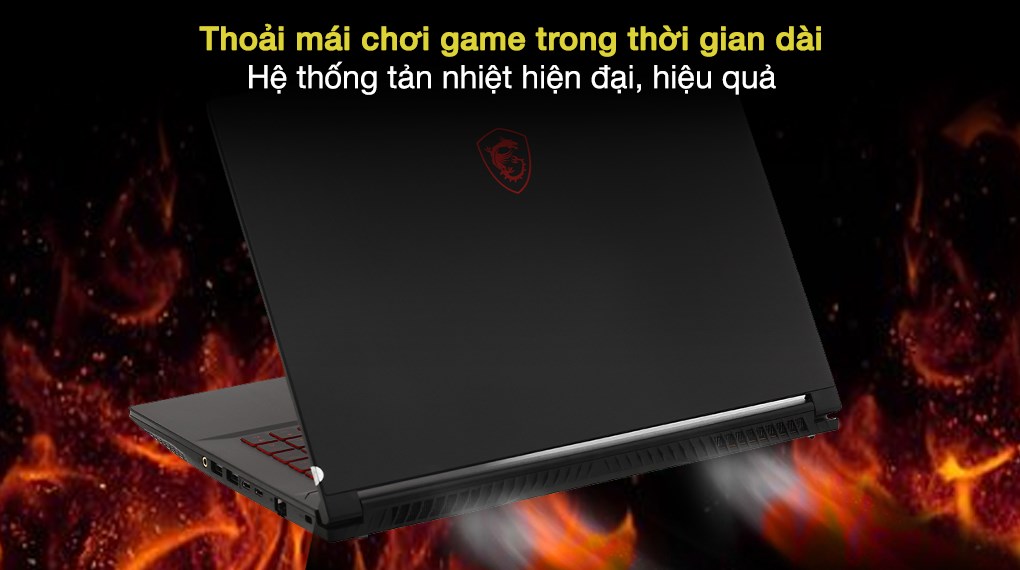 Thoải mái chơi game trong thời gian dài
Hệ thống tản nhiệt hiện đại, hiệu quả